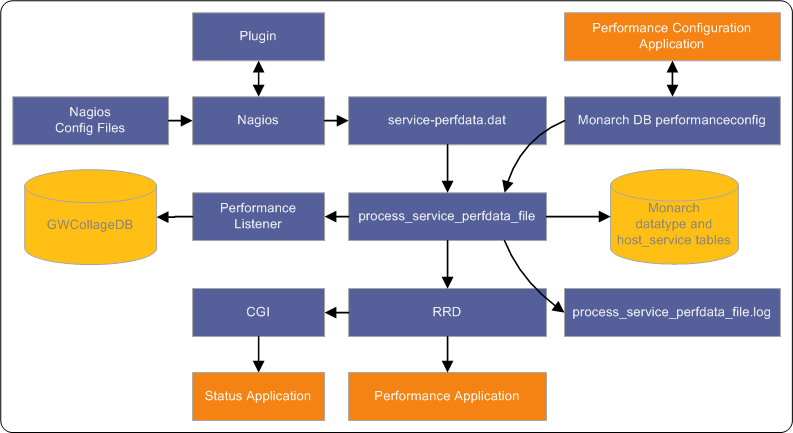 Plugin
Performance Configuration
Application
Nagios
Config Files
Nagios
service-perfdata.dat
Monarch DB performanceconfig
GWCollageDB
Performance
Listener
process_service_perfdata_file
Monarch
datatype and
host_service tables
CGI
RRD
process_service_perfdata_file.log
Status Application
Performance Application